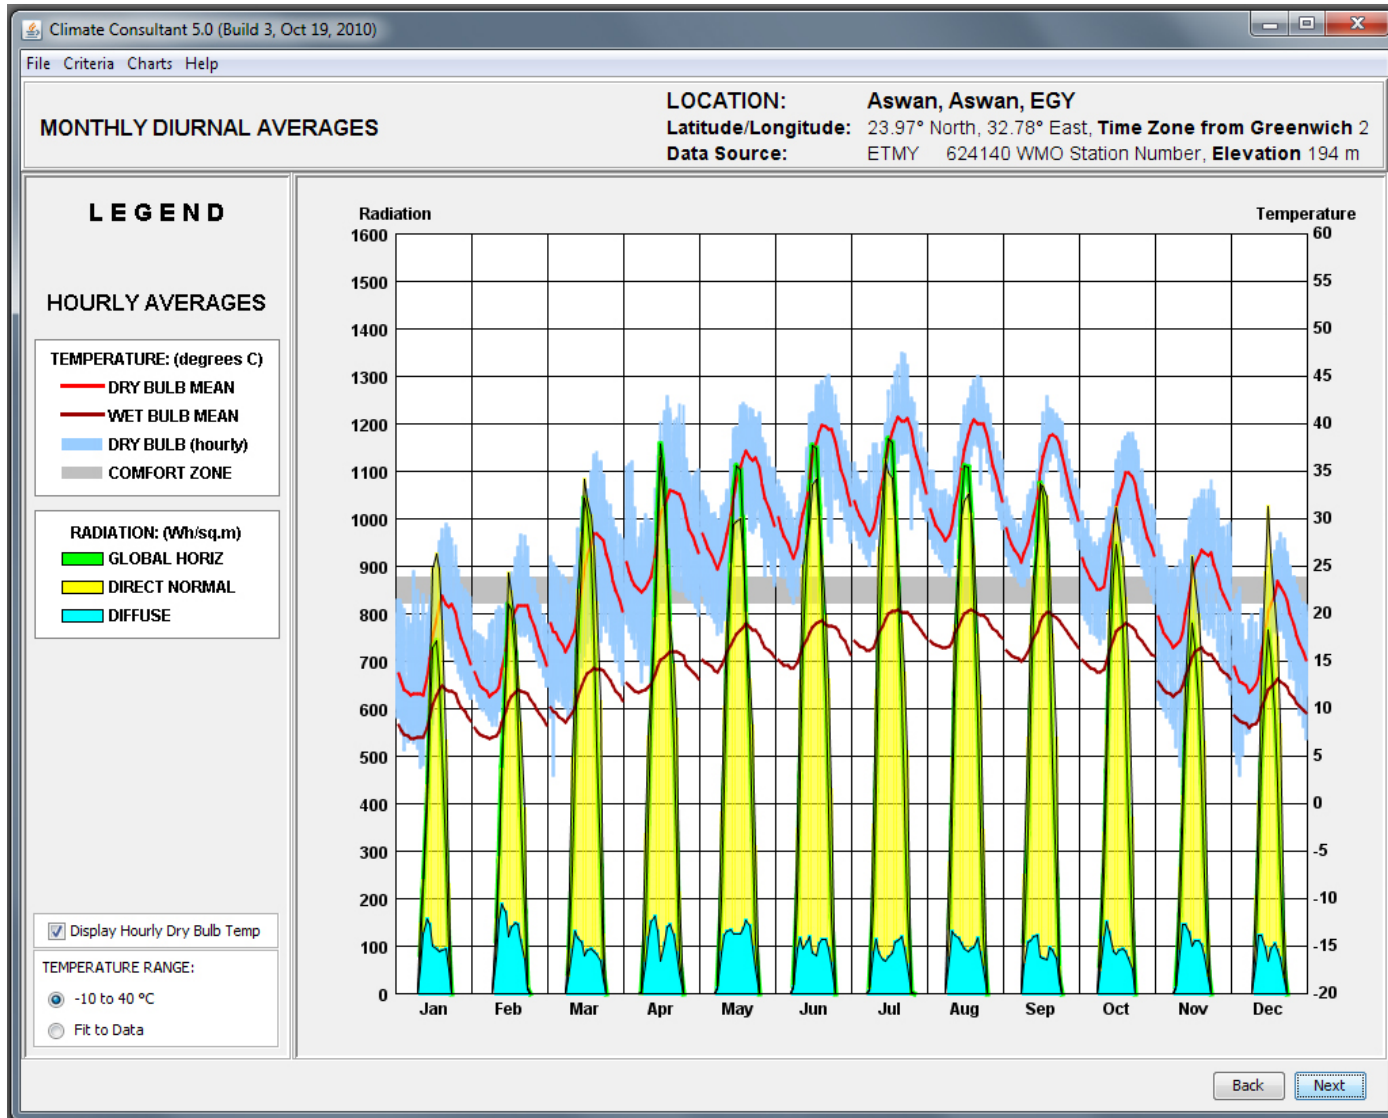 Climate Consultant 5.0 (Build 3, Oct 19, 2010)
File Criteria Charts Help
MONTHLY DIURNAL AVERAGES
LOCATION: Aswan, Aswan, EGY
Latitude/Longitude: 23.97° North, 32.78° East, Time Zone from Greenwich 2
Data Source: ETMY 624140 WMO Station Number, Elevation 194 m
LEGEND
HOURLY AVERAGES
TEMPERATURE: (degrees C)
DRY BULB MEAN
WET BULB MEAN
DRY BULB (hourly)
COMFORT ZONE
RADIATION: (Wh/sq.m)
GLOBAL HORIZ
DIRECT NORMAL
DIFFUSE
Display Hourly Dry Bulb Temp
TEMPERATURE RANGE:
-10 to 40 ºC
Fit to Data
Radiation Temperature
1600 60
1500 55
1400 50
1300 45
1200 40
1100 35
1000 30
900 25
800 20
700 15
600 10
500 5
400 0
300 -5
200 -10
100 -15
0 -20
Jan Feb Mar Apr May Jun Jul Aug Sep Oct Nov Dec
Back Next